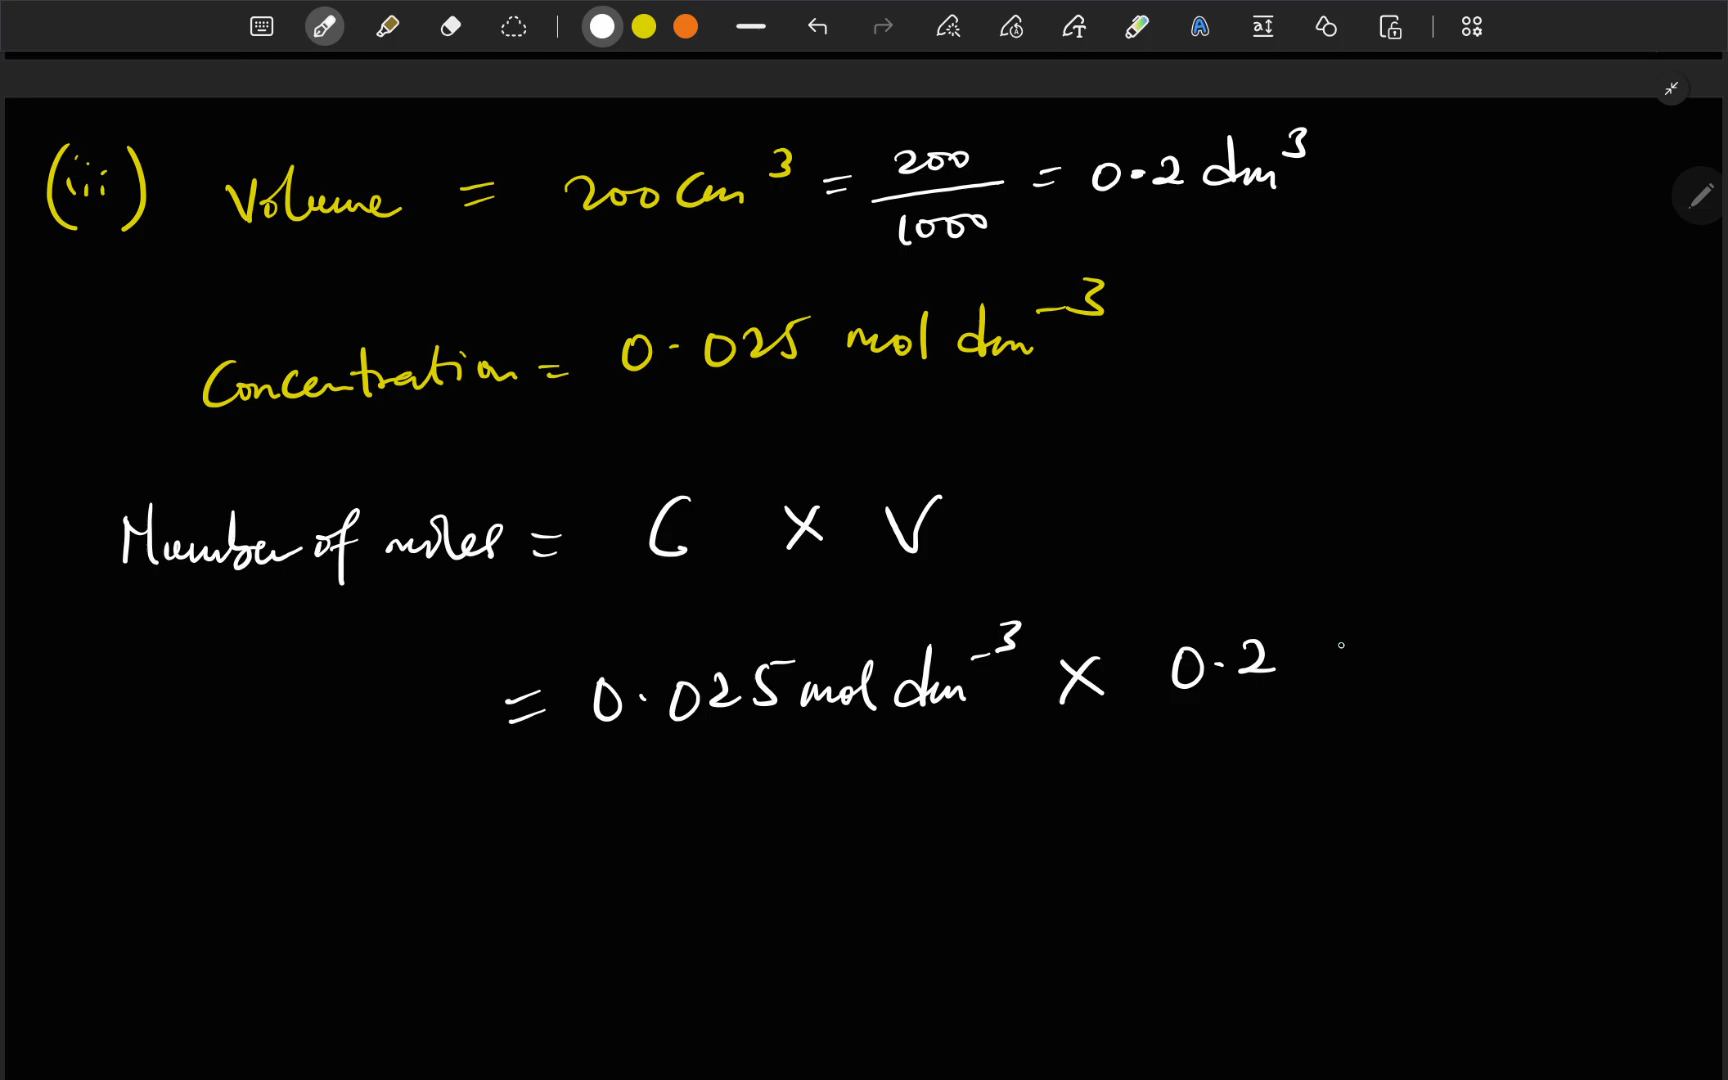 (iii) Volume = 200 cm³ = 200/1000 = 0.2 dm³
Concentration = 0.025 mol dm⁻³
Number of moles = C × V
= 0.025 mol dm⁻³ × 0.2